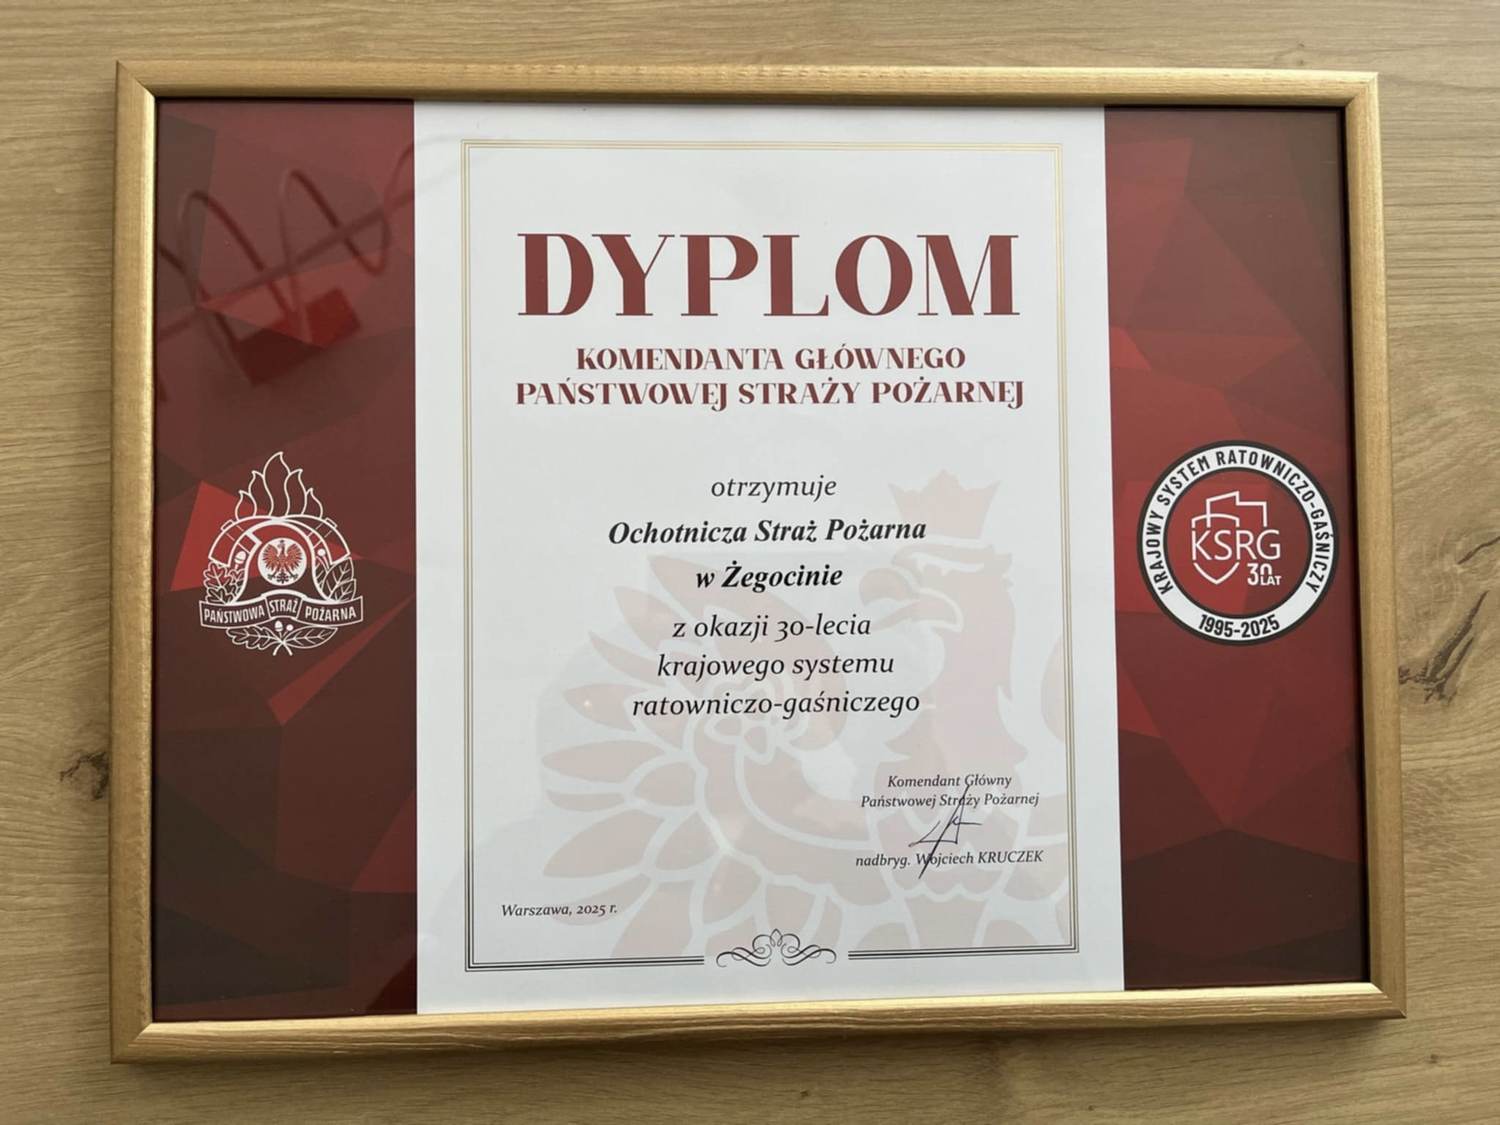 DYPLOM
KOMENDANTA GŁÓWNEGO
PAŃSTWOWEJ STRAŻY POŻARNEJ
otrzymuje
Ochotnicza Straż Pożarna
w Żegocinie
z okazji 30-lecia
krajowego systemu
ratowniczo-gaśniczego
Komendant Główny
Państwowej Straży Pożarnej
nadbryg. Wojciech KRUCZEK
Warszawa, 2025 r.
PAŃSTWOWA STRAŻ POŻARNA
KRAJOWY SYSTEM RATOWNICZO-GAŚNICZY
KSRG
30 LAT
1995-2025